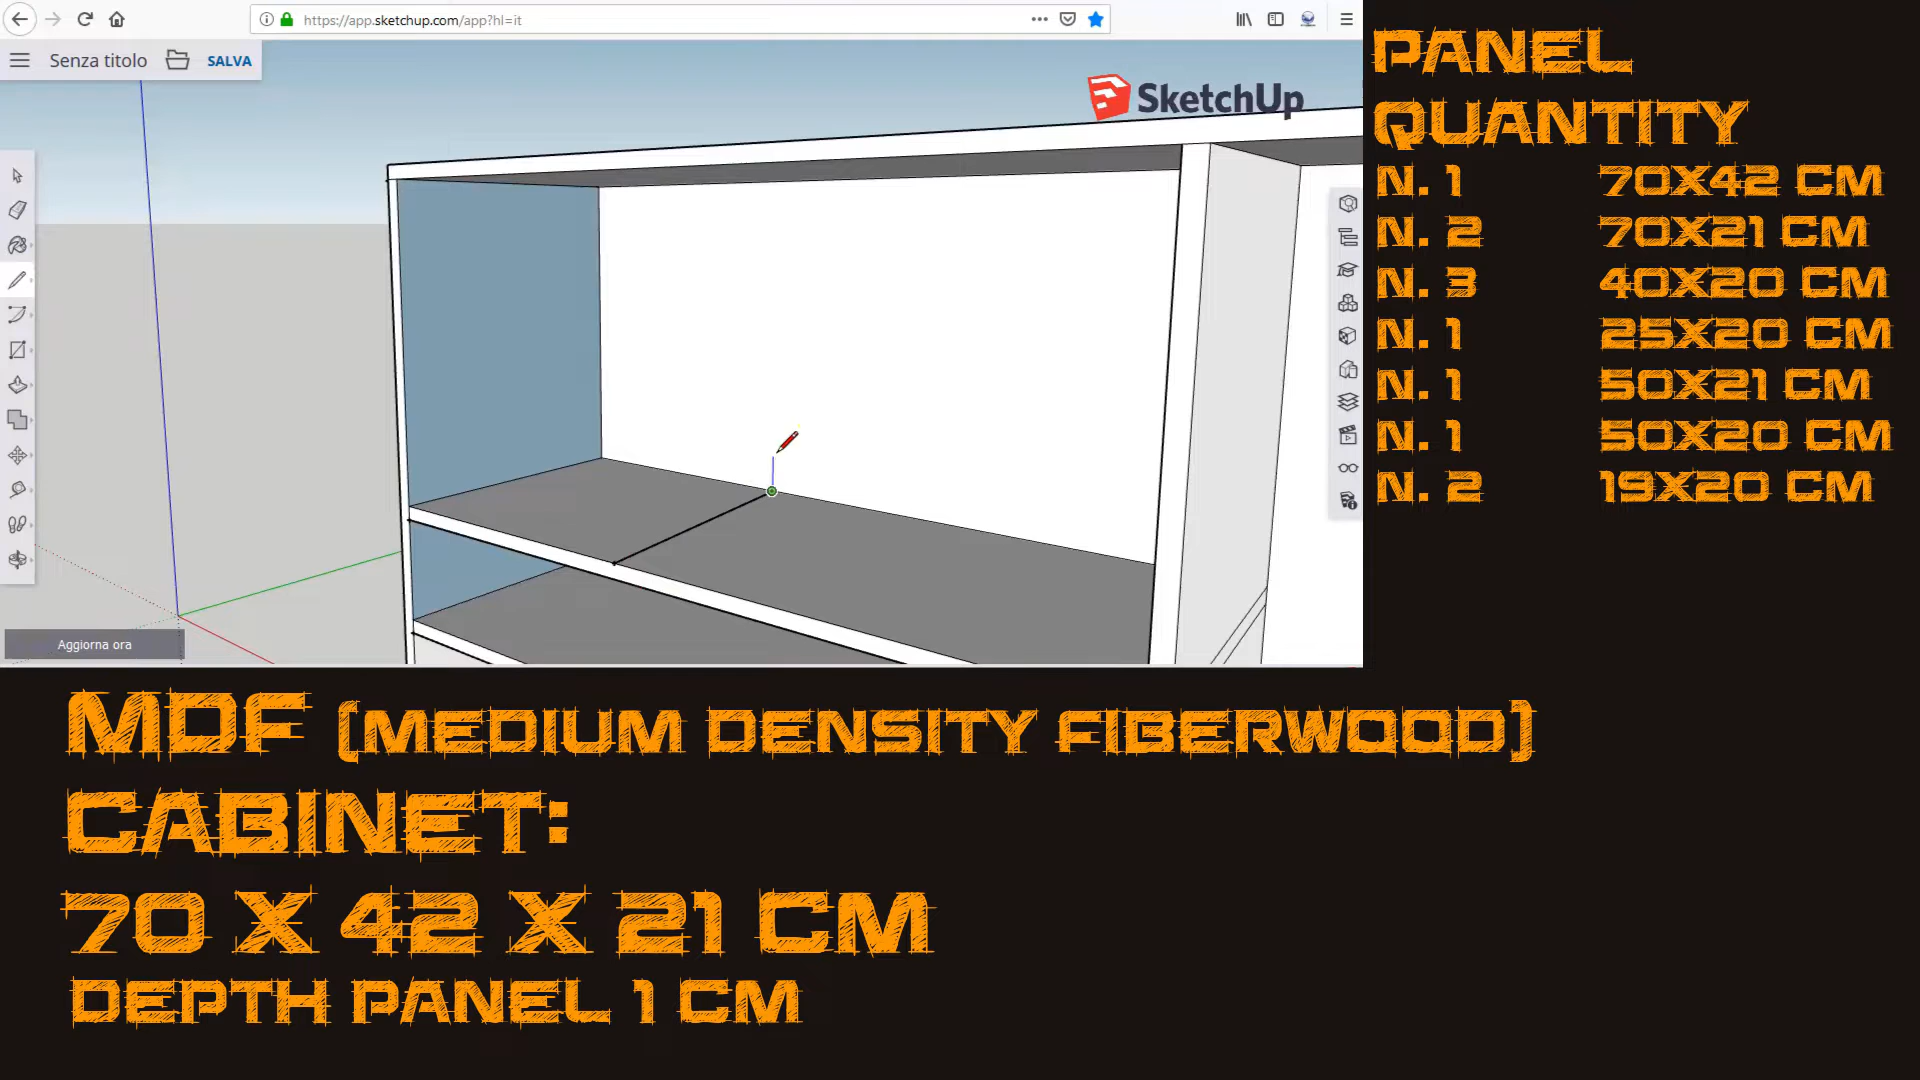 https://app.sketchup.com/app?hl=it
Senza titolo
SALVA
SketchUp
Aggiorna ora
PANEL
QUANTITY
N. 1 70X42 CM
N. 2 70X21 CM
N. 3 40X20 CM
N. 1 25X20 CM
N. 1 50X21 CM
N. 1 50X20 CM
N. 2 19X20 CM
MDF (MEDIUM DENSITY FIBERWOOD)
CABINET:
70 X 42 X 21 CM
DEPTH PANEL 1 CM